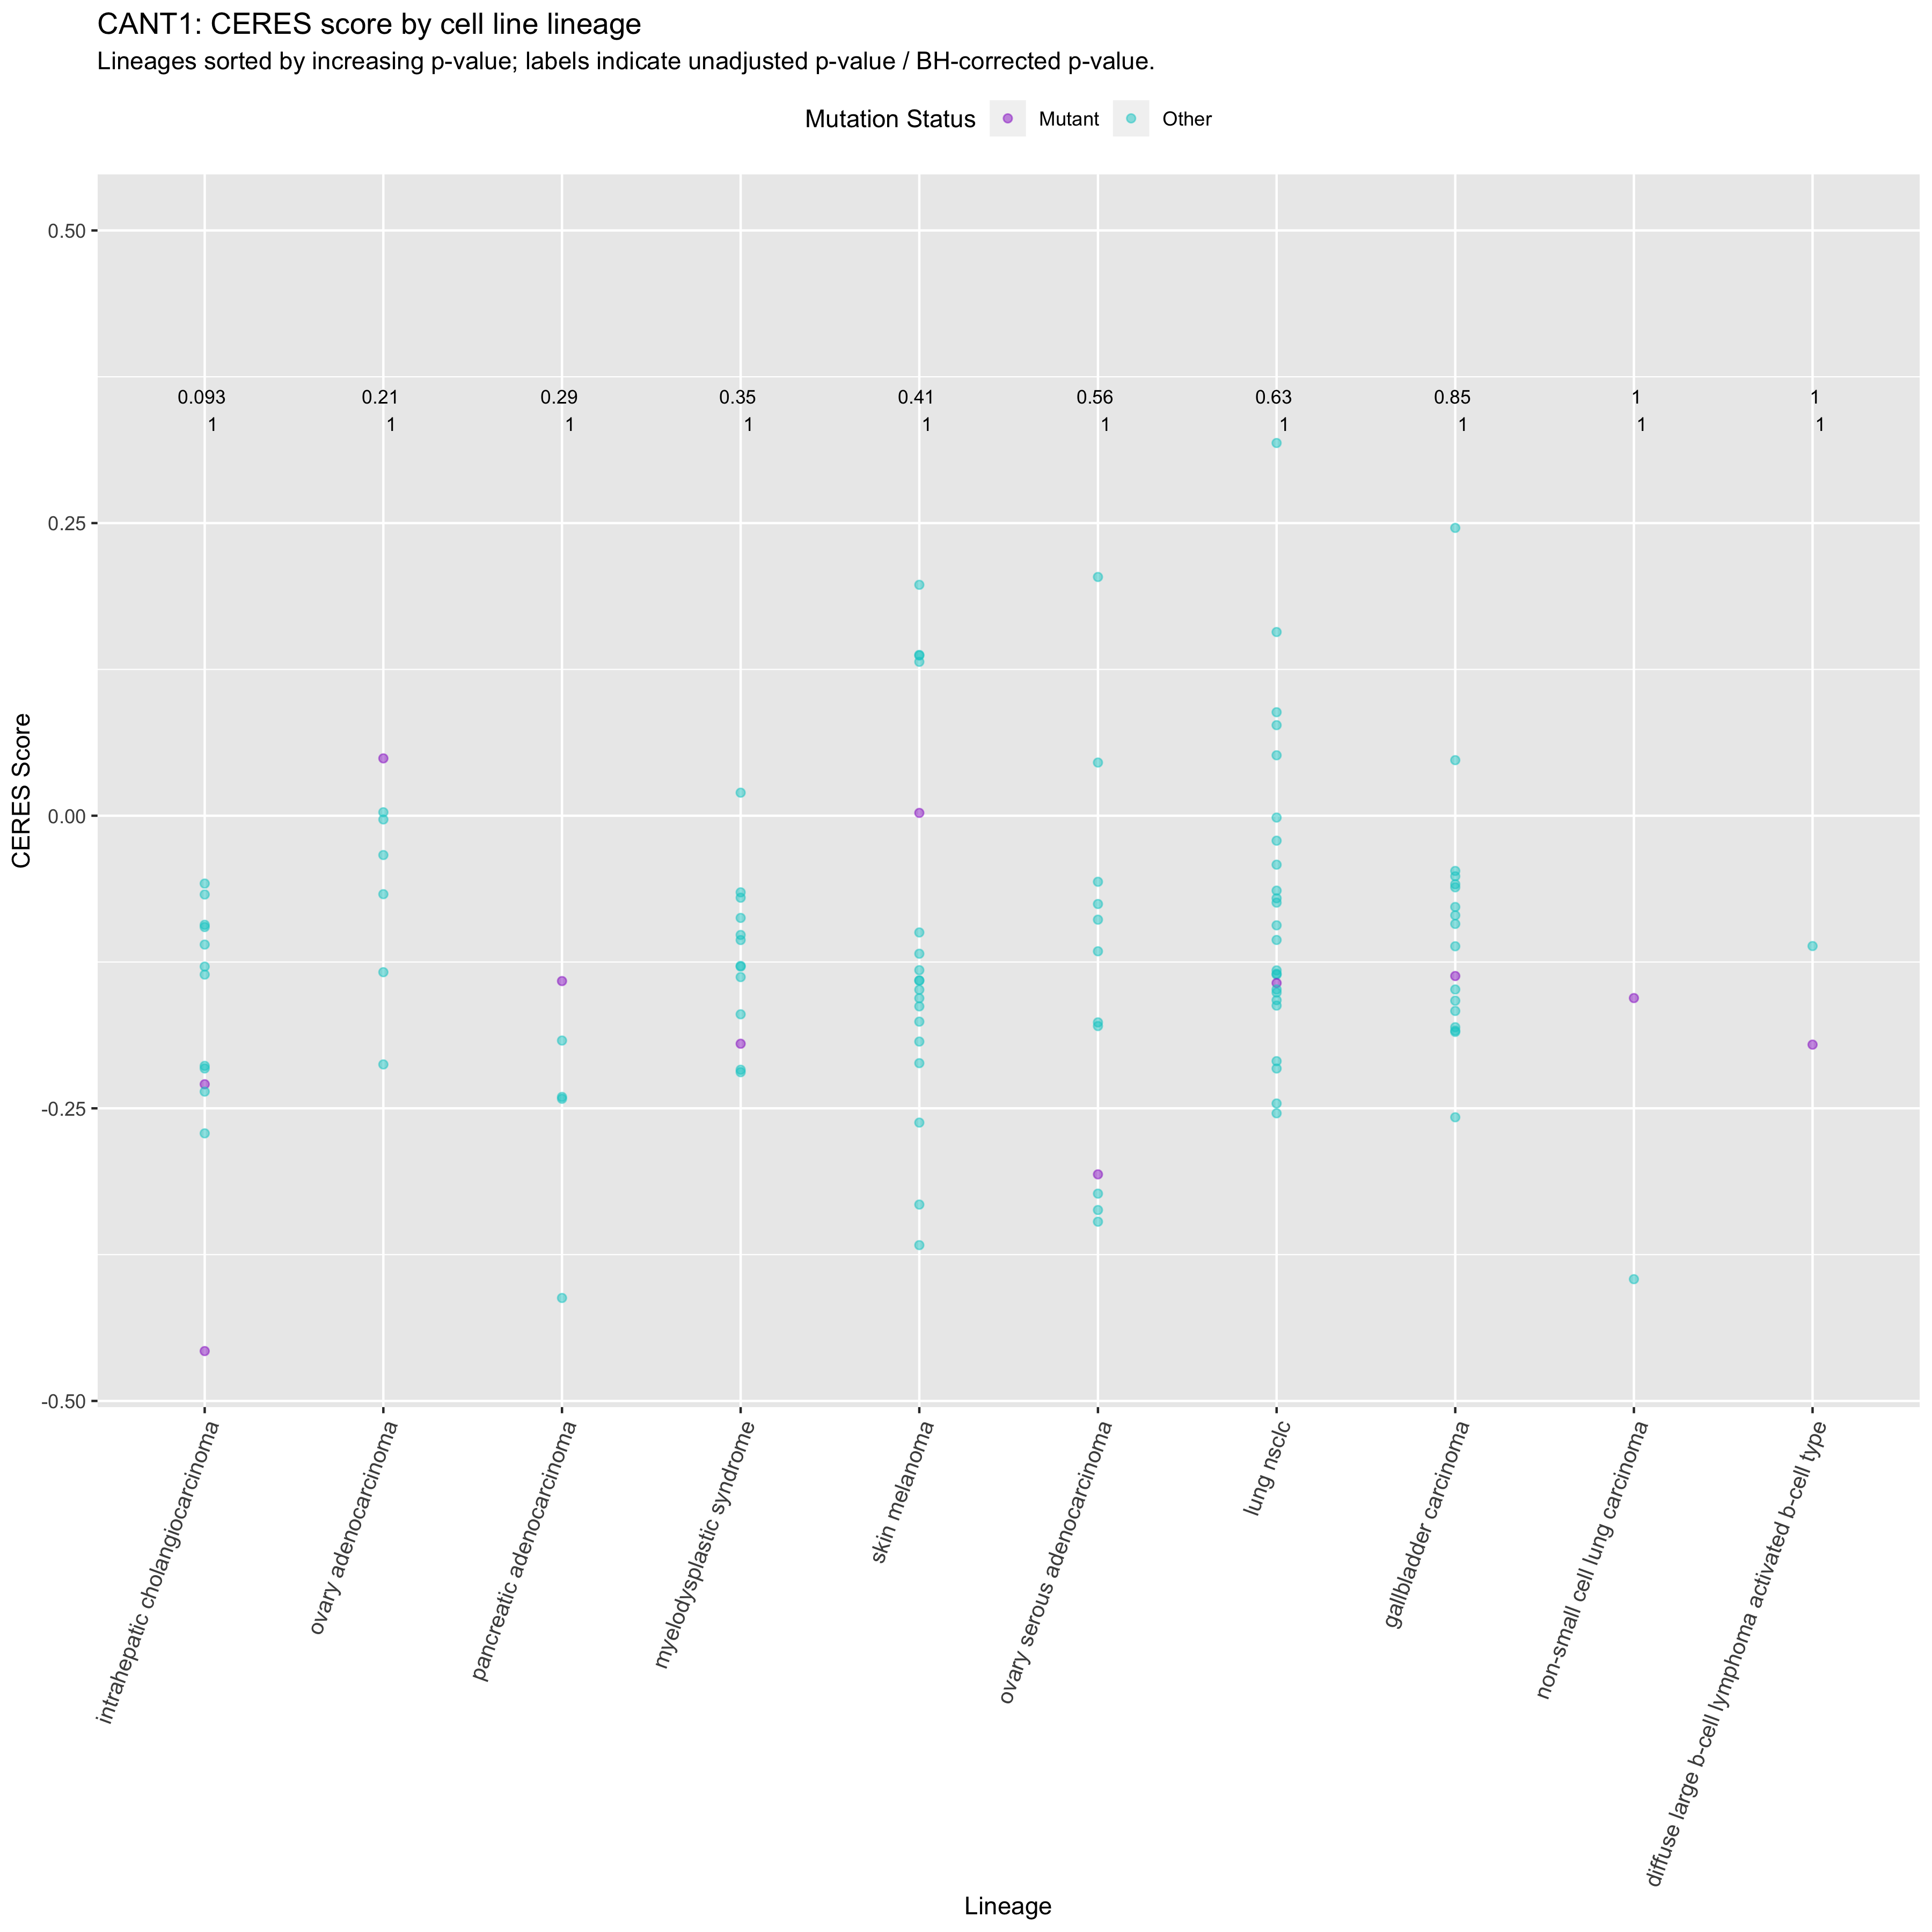 CANT1: CERES score by cell line lineage
Lineages sorted by increasing p-value; labels indicate unadjusted p-value / BH-corrected p-value.
Mutation Status Mutant Other
0.50
0.093 0.21 0.29 0.35 0.41 0.56 0.63 0.85 1 1
1 1 1 1 1 1 1 1 1 1
0.25
CERES Score
0.00
-0.25
-0.50
intrahepatic cholangiocarcinoma
ovary adenocarcinoma
pancreatic adenocarcinoma
myelodysplastic syndrome
skin melanoma
ovary serous adenocarcinoma
lung nsclc
gallbladder carcinoma
non-small cell lung carcinoma
diffuse large b-cell lymphoma activated b-cell type
Lineage